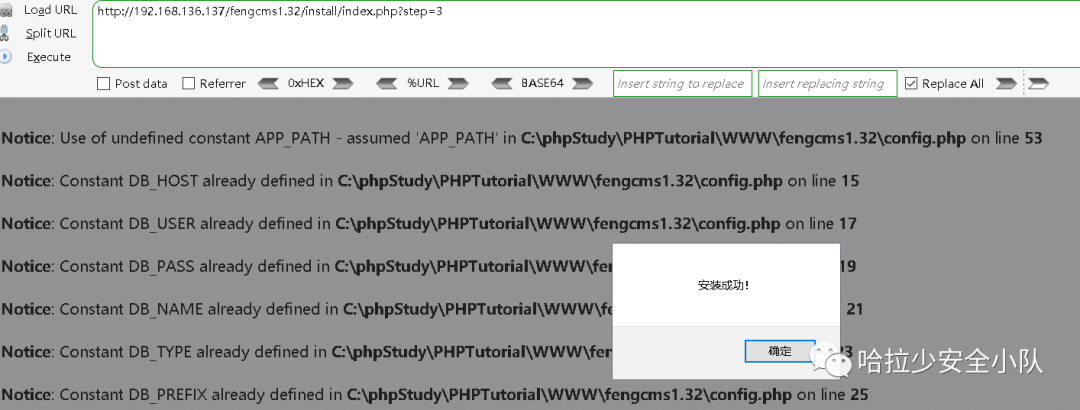 Load URL
http://192.168.136.137/fengcms1.32/install/index.php?step=3
Split URL
Execute
Post data Referrer 0xHEX %URL BASE64 Insert string to replace Insert replacing string Replace All
Notice: Use of undefined constant APP_PATH - assumed 'APP_PATH' in C:\phpStudy\PHPTutorial\WWW\fengcms1.32\config.php on line 53
Notice: Constant DB_HOST already defined in C:\phpStudy\PHPTutorial\WWW\fengcms1.32\config.php on line 15
Notice: Constant DB_USER already defined in C:\phpStudy\PHPTutorial\WWW\fengcms1.32\config.php on line 17
Notice: Constant DB_PASS already defined in C:\phpStudy\PHPTutorial\WWW\fen 19
安装成功!
Notice: Constant DB_NAME already defined in C:\phpStudy\PHPTutorial\WWW\f 21
Notice: Constant DB_TYPE already defined in C:\phpStudy\PHPTutorial\WWW\fen 23
确定
哈拉少安全小队
Notice: Constant DB_PREFIX already defined in C:\phpStudy\PHPTutorial\WWW\fengcms1.32\config.php on line 25